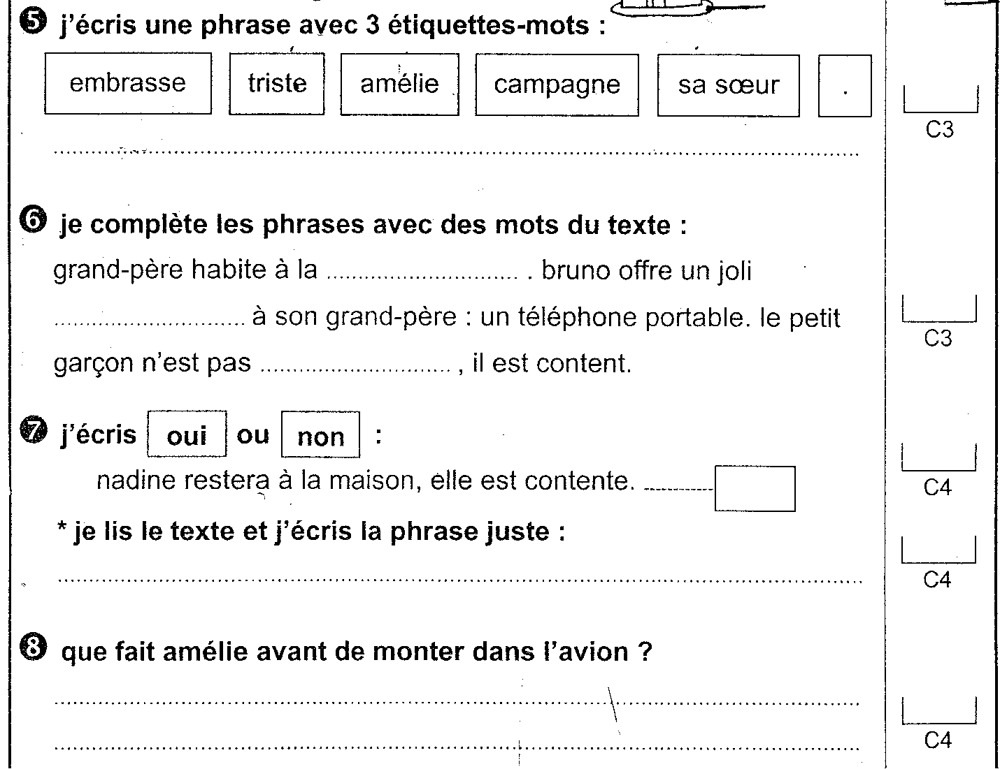 ❺ j'écris une phrase avec 3 étiquettes-mots :
embrasse triste amélie campagne sa sœur .
C3
❻ je complète les phrases avec des mots du texte :
grand-père habite à la ............................ . bruno offre un joli
............................ à son grand-père : un téléphone portable. le petit
C3
garçon n'est pas ............................ , il est content.
❼ j'écris oui ou non :
nadine restera à la maison, elle est contente. ..........
C4
* je lis le texte et j'écris la phrase juste :
C4
❽ que fait amélie avant de monter dans l'avion ?
C4